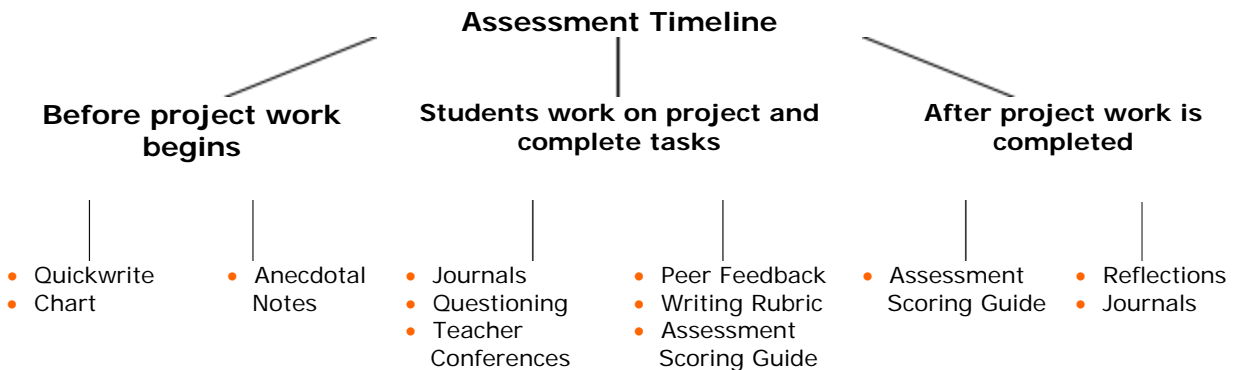 Assessment Timeline
Before project work
begins
Students work on project and
complete tasks
After project work is
completed
• Quickwrite
• Chart
• Anecdotal
Notes
• Journals
• Questioning
• Teacher
Conferences
• Peer Feedback
• Writing Rubric
• Assessment
Scoring Guide
• Assessment
Scoring Guide
• Reflections
• Journals